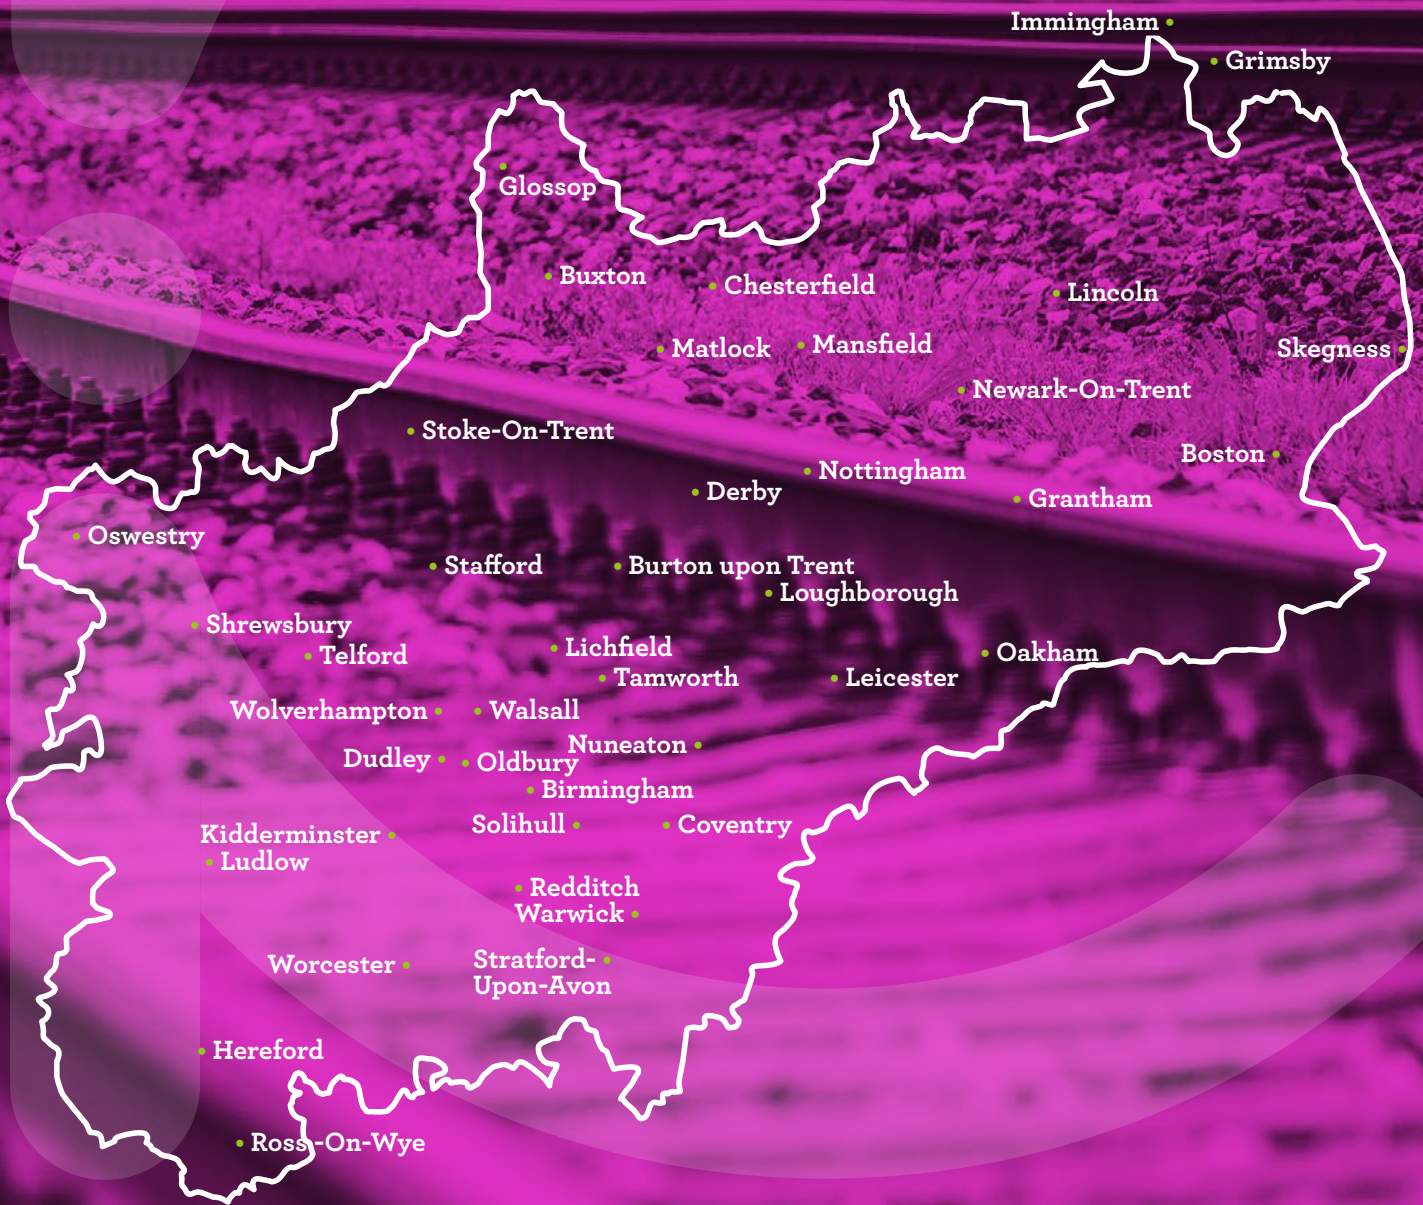 Immingham
Grimsby
Glossop
Buxton
Chesterfield
Lincoln
Matlock
Mansfield
Skegness
Newark-On-Trent
Stoke-On-Trent
Boston
Nottingham
Derby
Grantham
Oswestry
Stafford
Burton upon Trent
Loughborough
Shrewsbury
Telford
Lichfield
Oakham
Tamworth
Leicester
Wolverhampton
Walsall
Nuneaton
Dudley
Oldbury
Birmingham
Solihull
Coventry
Kidderminster
Ludlow
Redditch
Warwick
Worcester
Stratford-
Upon-Avon
Hereford
Ross-On-Wye